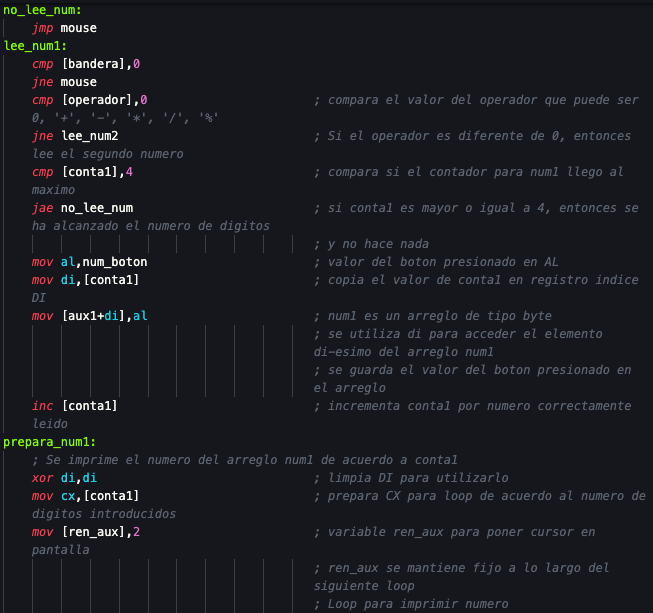 no_lee_num:
jmp mouse
lee_num1:
cmp [bandera],0
jne mouse
cmp [operador],0 ; compara el valor del operador que puede ser
0, '+', '-', '*', '/', '%'
jne lee_num2 ; Si el operador es diferente de 0, entonces
lee el segundo numero
cmp [conta1],4 ; compara si el contador para num1 llego al
maximo
jae no_lee_num ; si conta1 es mayor o igual a 4, entonces se
ha alcanzado el numero de digitos
; y no hace nada
mov al,num_boton ; valor del boton presionado en AL
mov di,[conta1] ; copia el valor de conta1 en registro indice
DI
mov [aux1+di],al ; num1 es un arreglo de tipo byte
; se utiliza di para acceder el elemento
di-esimo del arreglo num1
; se guarda el valor del boton presionado en
el arreglo
inc [conta1] ; incrementa conta1 por numero correctamente
leido
prepara_num1:
; Se imprime el numero del arreglo num1 de acuerdo a conta1
xor di,di ; limpia DI para utilizarlo
mov cx,[conta1] ; prepara CX para loop de acuerdo al numero de
digitos introducidos
mov [ren_aux],2 ; variable ren_aux para poner cursor en
pantalla
; ren_aux se mantiene fijo a lo largo del
siguiente loop
; Loop para imprimir numero